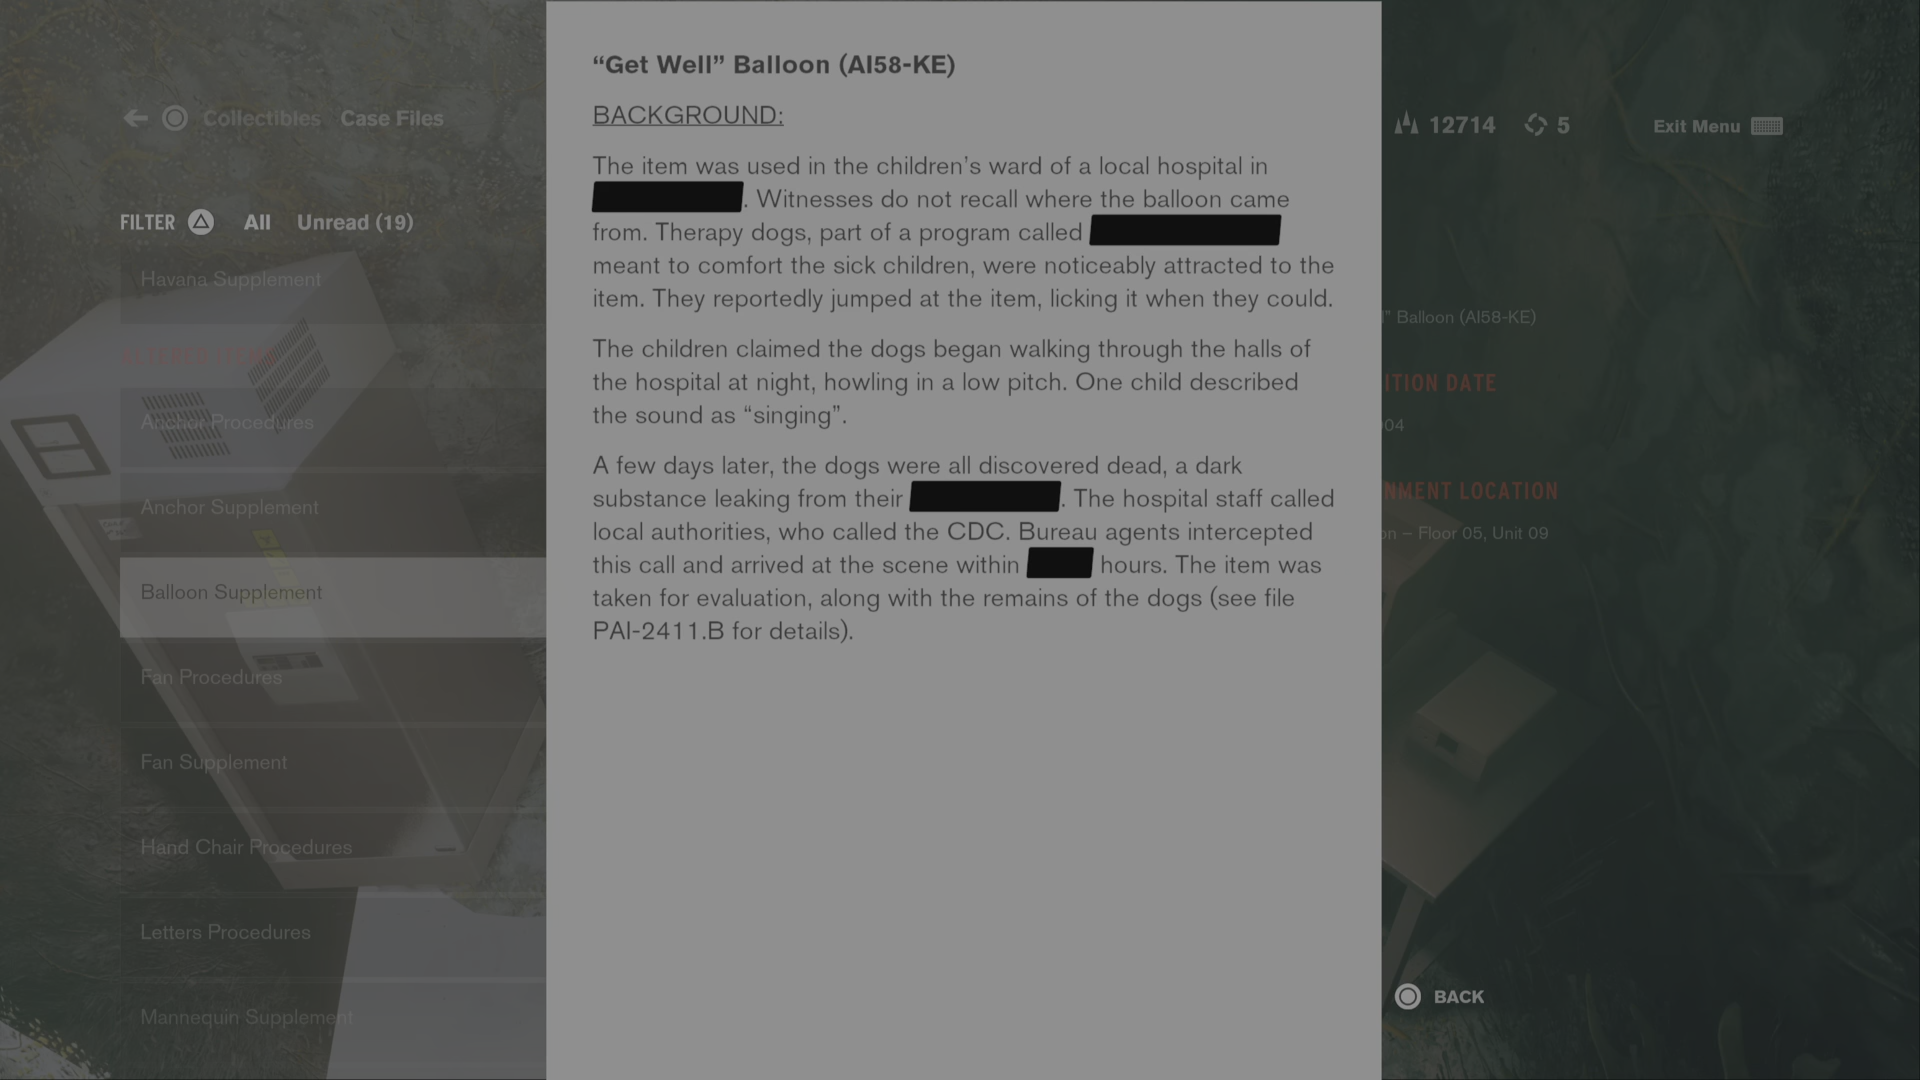 “Get Well” Balloon (AI58-KE)
BACKGROUND:
The item was used in the children’s ward of a local hospital in
. Witnesses do not recall where the balloon came
from. Therapy dogs, part of a program called
meant to comfort the sick children, were noticeably attracted to the
item. They reportedly jumped at the item, licking it when they could.
The children claimed the dogs began walking through the halls of
the hospital at night, howling in a low pitch. One child described
the sound as “singing”.
A few days later, the dogs were all discovered dead, a dark
substance leaking from their . The hospital staff called
local authorities, who called the CDC. Bureau agents intercepted
this call and arrived at the scene within hours. The item was
taken for evaluation, along with the remains of the dogs (see file
PAI-2411.B for details).
Collectibles Case Files
FILTER All Unread (19)
Havana Supplement
ALTERED ITEMS
Anchor Procedures
Anchor Supplement
Balloon Supplement
Fan Procedures
Fan Supplement
Hand Chair Procedures
Letters Procedures
Mannequin Supplement
12714 5 Exit Menu
” Balloon (AI58-KE)
ITION DATE
04
NMENT LOCATION
on – Floor 05, Unit 09
BACK